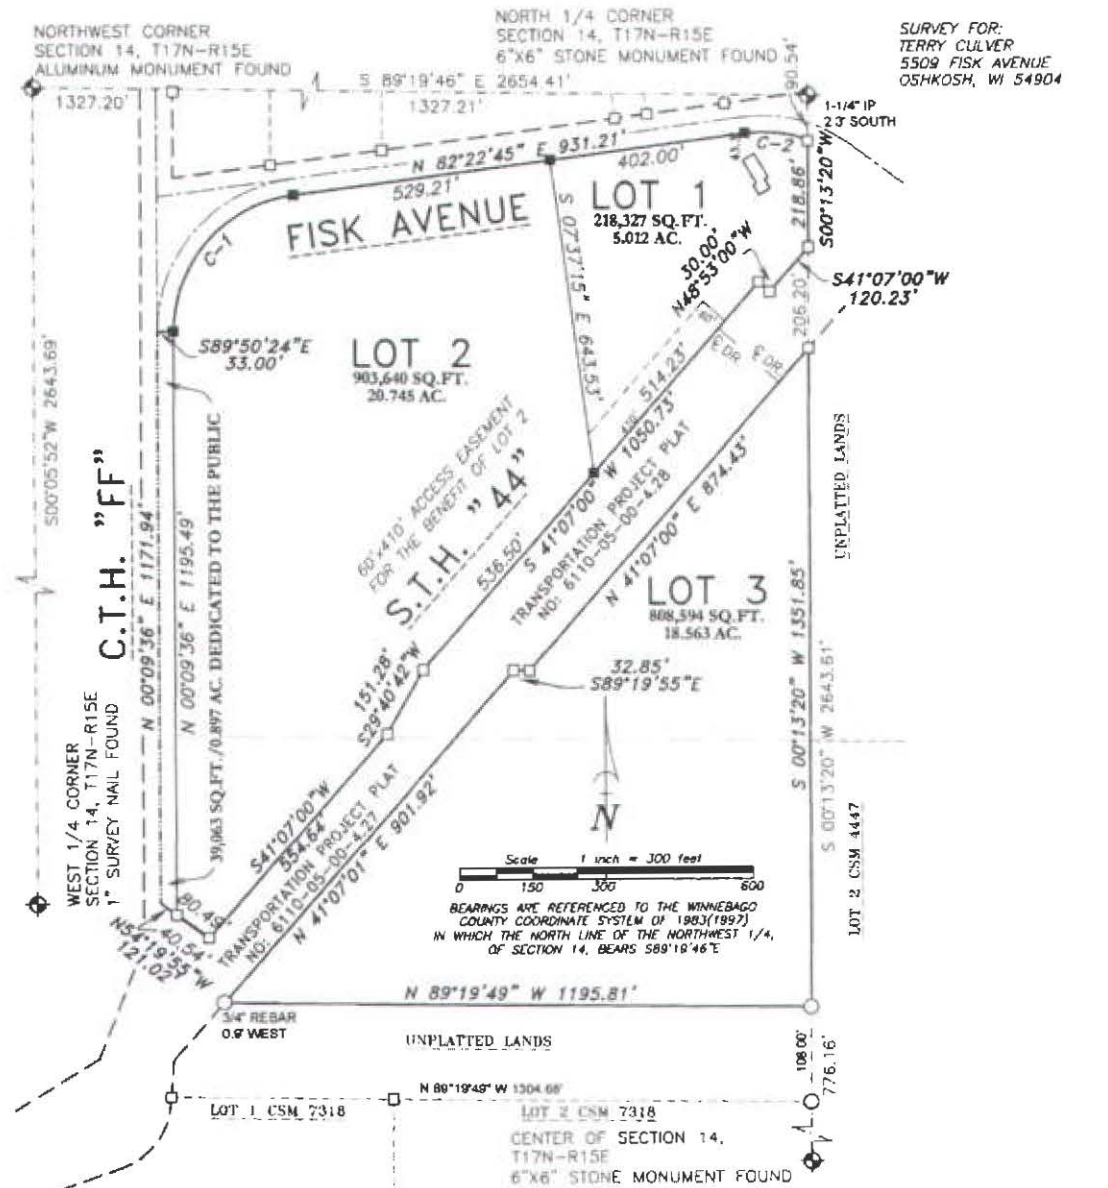 NORTHWEST CORNER
SECTION 14, T17N-R15E
ALUMINUM MONUMENT FOUND
NORTH 1/4 CORNER
SECTION 14, T17N-R15E
6"X6" STONE MONUMENT FOUND
SURVEY FOR:
TERRY CULVER
5509 FISK AVENUE
OSHKOSH, WI 54904
S 89°19'46" E 2654.41'
1327.20'
1327.21'
90.54'
1-1/4" IP
2.3' SOUTH
N 82°22'45" E 931.21'
529.21'
402.00'
C-2
FISK AVENUE
C-1
LOT 1
218,327 SQ.FT.
5.012 AC.
218.86'
S00°13'20"W
30.00'
N48°53'00"W
S41°07'00"W
120.23'
206.20'
S 07°37'15" E 643.53'
S89°50'24"E
33.00'
LOT 2
903,640 SQ.FT.
20.745 AC.
514.23'
₤ DR.
₤ DR.
S 41°07'00" W 1050.73'
TRANSPORTATION PROJECT PLAT
NO: 6110-05-00-4.28
N 41°07'00" E 874.43'
60'x410' ACCESS EASEMENT
FOR THE BENEFIT OF LOT 2
S.T.H. "44"
536.50'
S00°05'52"W 2643.69'
C.T.H. "FF"
N 00°09'36" E 1171.94'
N 00°09'36" E 1195.49'
39,063 SQ.FT./0.897 AC. DEDICATED TO THE PUBLIC
UNPLATTED LANDS
LOT 3
808,594 SQ.FT.
18.563 AC.
S 00°13'20" W 1351.85'
S 00°13'20" W 2643.61'
32.85'
S89°19'55"E
151.28'
S29°40'42"W
WEST 1/4 CORNER
SECTION 14, T17N-R15E
1" SURVEY NAIL FOUND
S41°07'00"W
554.64'
TRANSPORTATION PROJECT PLAT
NO: 6110-05-00-4.27
N 41°07'01" E 901.92'
N
Scale 1 inch = 300 feet
0 150 300 600
BEARINGS ARE REFERENCED TO THE WINNEBAGO
COUNTY COORDINATE SYSTEM OF 1983(1997)
IN WHICH THE NORTH LINE OF THE NORTHWEST 1/4,
OF SECTION 14, BEARS S89°19'46"E
LOT 2 CSM 4447
80.49'
40.54'
N54°19'55"W
121.02'
N 89°19'49" W 1195.81'
3/4" REBAR
0.9' WEST
UNPLATTED LANDS
108.00'
776.16'
N 89°19'49" W 1304.68'
LOT 1 CSM 7318
LOT 2 CSM 7318
CENTER OF SECTION 14,
T17N-R15E
6"X6" STONE MONUMENT FOUND